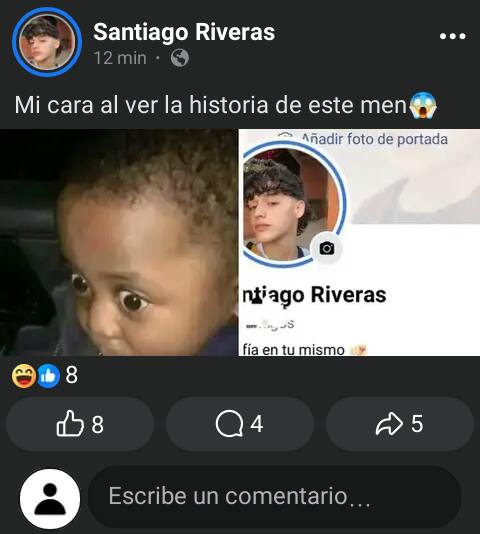 Santiago Riveras
12 min ·
Mi cara al ver la historia de este men😱
Añadir foto de portada
ntiago Riveras
fía en tu mismo
8
8
4
5
Escribe un comentario...